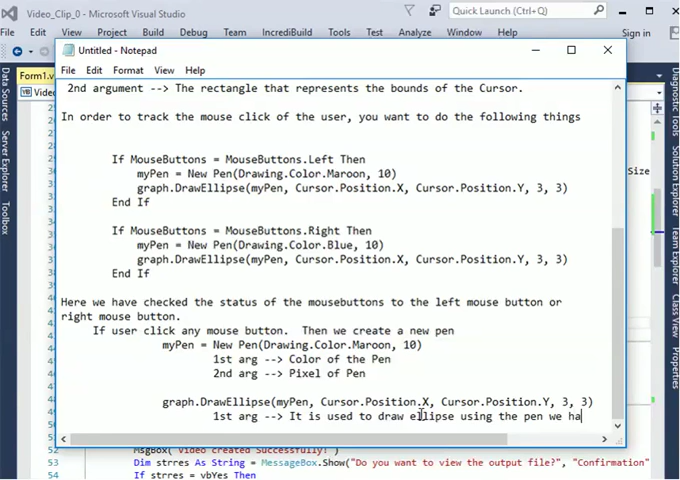 Video_Clip_0 - Microsoft Visual Studio
Quick Launch (Ctrl+Q)
File Edit View Project Build Debug Team IncrediBuild Tools Test Analyze Window Help Sign in
Untitled - Notepad
File Edit Format View Help
Form1.v
Video
Data Sources
Server Explorer
Toolbox
Diagnostic Tools
Solution Explorer
Team Explorer
Class View
Properties
Size
2nd argument --> The rectangle that represents the bounds of the Cursor.
In order to track the mouse click of the user, you want to do the following things
If MouseButtons = MouseButtons.Left Then
myPen = New Pen(Drawing.Color.Maroon, 10)
graph.DrawEllipse(myPen, Cursor.Position.X, Cursor.Position.Y, 3, 3)
End If
If MouseButtons = MouseButtons.Right Then
myPen = New Pen(Drawing.Color.Blue, 10)
graph.DrawEllipse(myPen, Cursor.Position.X, Cursor.Position.Y, 3, 3)
End If
Here we have checked the status of the mousebuttons to the left mouse button or
right mouse button.
If user click any mouse button.  Then we create a new pen
myPen = New Pen(Drawing.Color.Maroon, 10)
1st arg --> Color of the Pen
2nd arg --> Pixel of Pen
graph.DrawEllipse(myPen, Cursor.Position.X, Cursor.Position.Y, 3, 3)
1st arg --> It is used to draw ellipse using the pen we ha
52 MsgBox("Video created Successfully!")
53 Dim strres As String = MessageBox.Show("Do you want to view the output file?", "Confirmation"
54 If strres = vbYes Then